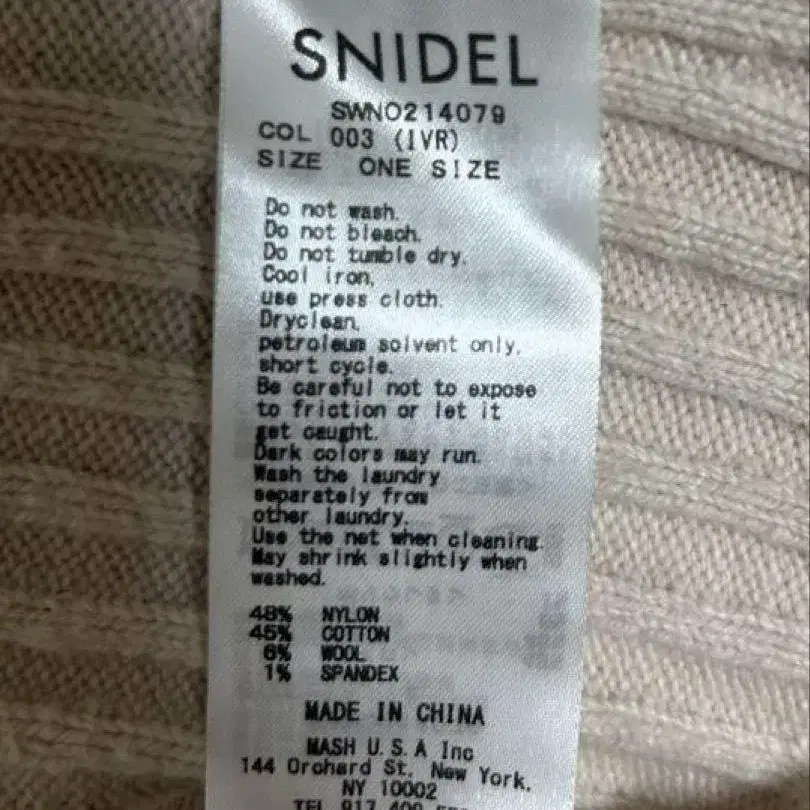 SNIDEL
SWNO214079
COL 003 (IVR)
SIZE ONE SIZE
Do not wash.
Do not bleach.
Do not tumble dry.
Cool iron,
use press cloth.
Dryclean,
petroleum solvent only,
short cycle.
Be careful not to expose
to friction or let it
get caught.
Dark colors may run.
Wash the laundry
separately from
other laundry.
Use the net when cleaning.
May shrink slightly when
washed.
48% NYLON
45% COTTON
6% WOOL
1% SPANDEX
MADE IN CHINA
MASH U.S.A Inc
144 Orchard St. New York.
NY 10002
TEL 917